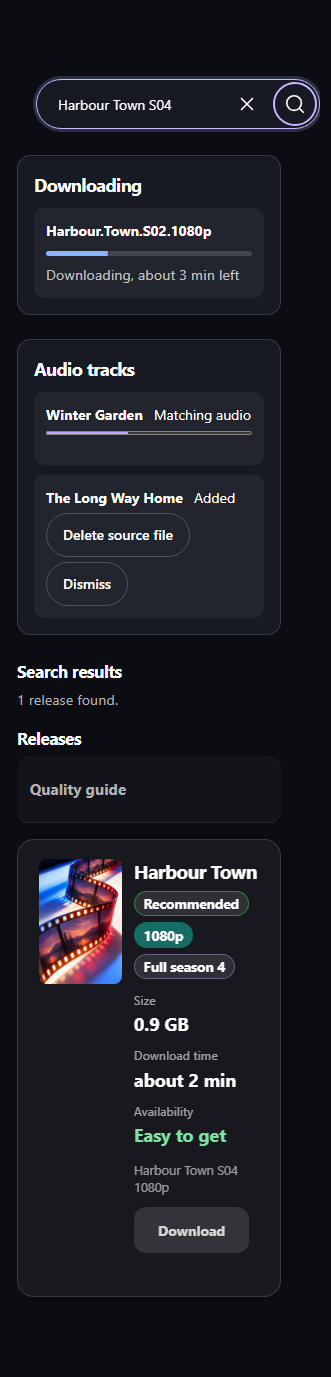 Harbour Town S04
Downloading
Harbour.Town.S02.1080p
Downloading, about 3 min left
Audio tracks
Winter Garden Matching audio
The Long Way Home Added
Delete source file
Dismiss
Search results
1 release found.
Releases
Quality guide
Harbour Town
Recommended
1080p
Full season 4
Size
0.9 GB
Download time
about 2 min
Availability
Easy to get
Harbour Town S04
1080p
Download